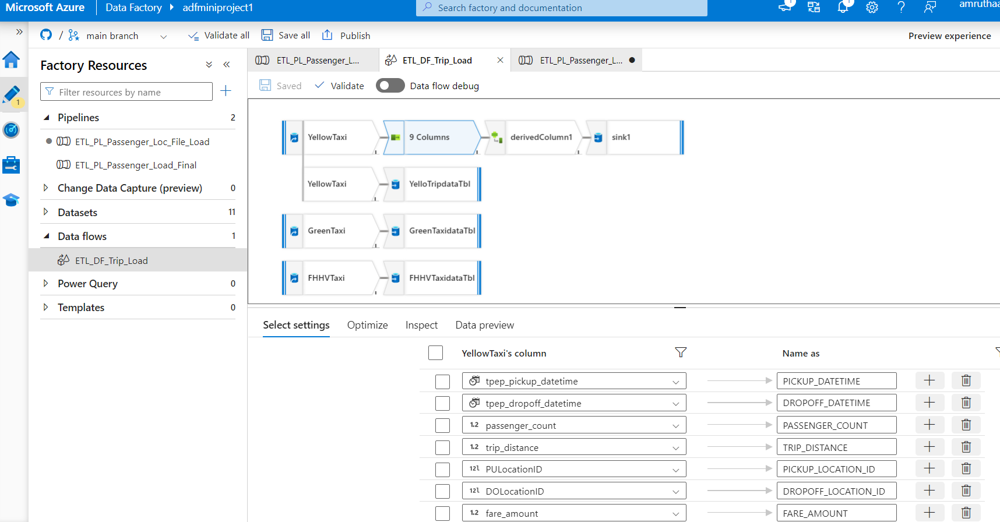 Microsoft Azure Data Factory adfminiproject1 Search factory and documentation 1 1 amruthaa
/ main branch Validate all Save all Publish Preview experience
Factory Resources
Filter resources by name
1
Pipelines 2
ETL_PL_Passenger_Loc_File_Load
ETL_PL_Passenger_Load_Final
Change Data Capture (preview) 0
Datasets 11
Data flows 1
ETL_DF_Trip_Load
Power Query 0
Templates 0
ETL_PL_Passenger_L... ETL_DF_Trip_Load ETL_PL_Passenger_L...
Saved Validate Data flow debug
YellowTaxi 9 Columns derivedColumn1 sink1
YellowTaxi YelloTripdataTbl
GreenTaxi GreenTaxidataTbl
FHHVTaxi FHHVTaxidataTbl
Select settings Optimize Inspect Data preview
YellowTaxi's column Name as
tpep_pickup_datetime PICKUP_DATETIME
tpep_dropoff_datetime DROPOFF_DATETIME
1.2 passenger_count PASSENGER_COUNT
1.2 trip_distance TRIP_DISTANCE
12l PULocationID PICKUP_LOCATION_ID
12l DOLocationID DROPOFF_LOCATION_ID
1.2 fare_amount FARE_AMOUNT